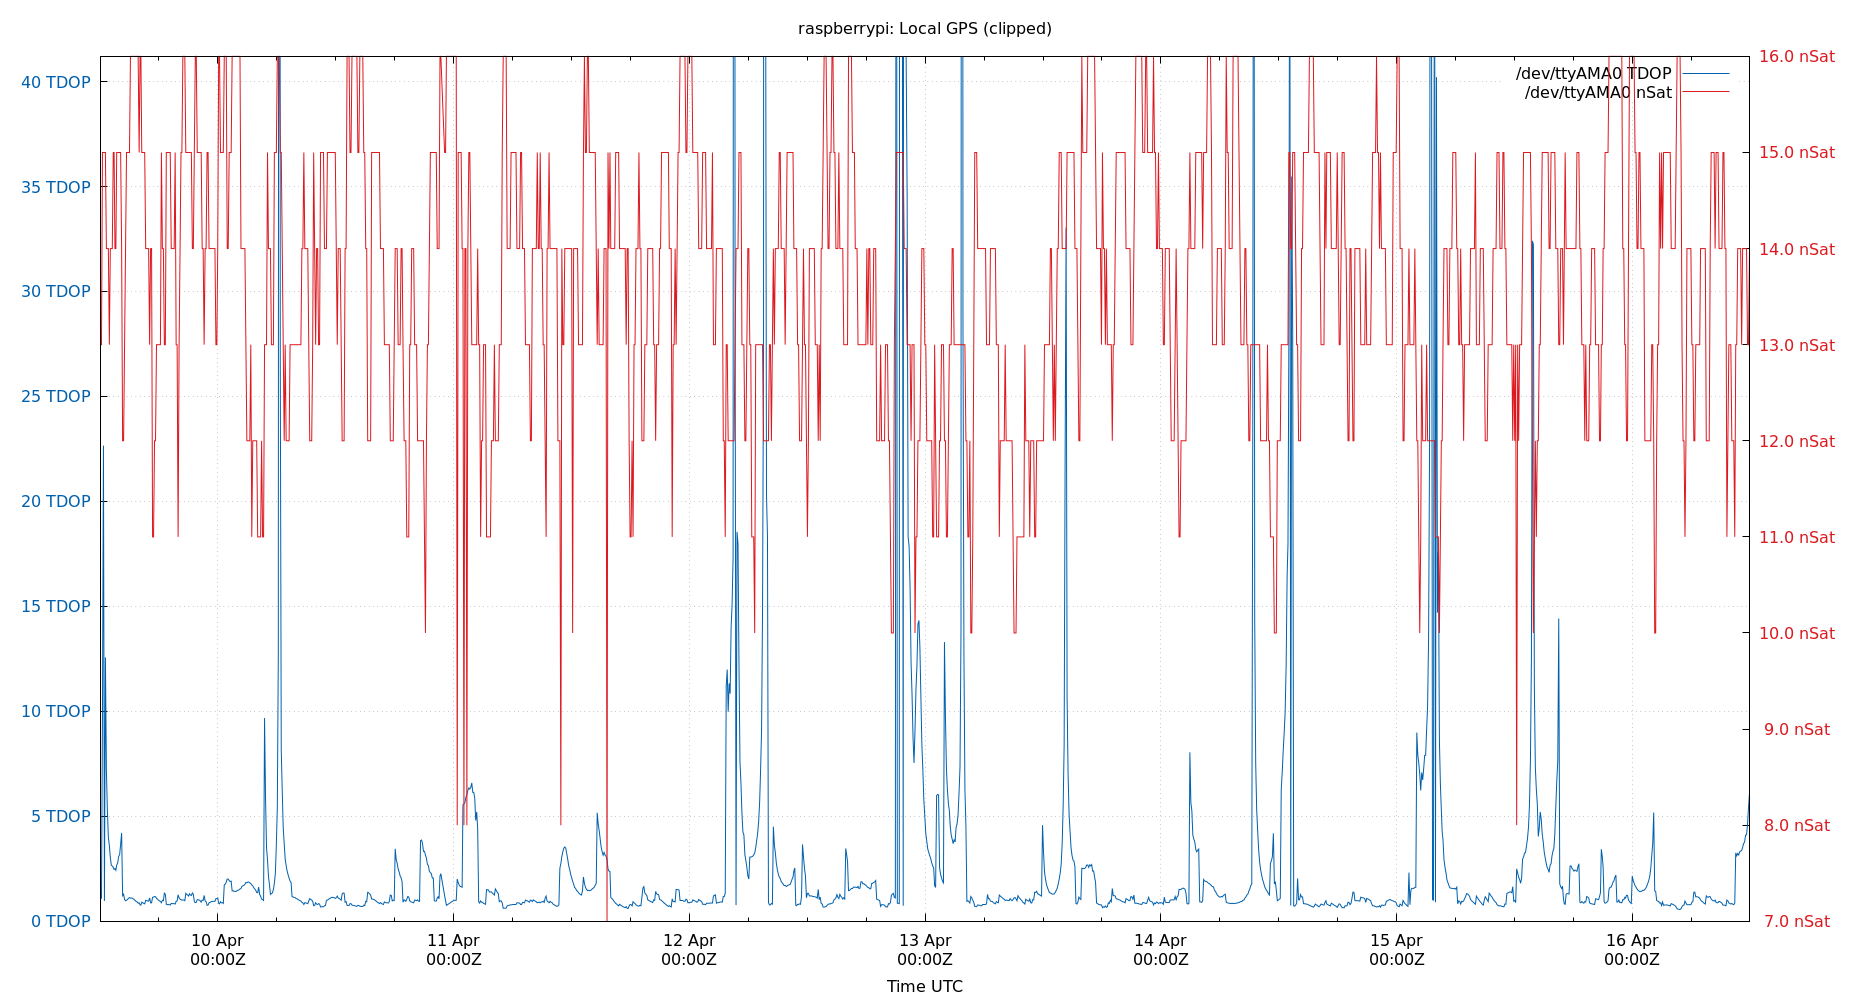 raspberrypi: Local GPS (clipped)
/dev/ttyAMA0 TDOP
/dev/ttyAMA0 nSat
40 TDOP
35 TDOP
30 TDOP
25 TDOP
20 TDOP
15 TDOP
10 TDOP
5 TDOP
0 TDOP
16.0 nSat
15.0 nSat
14.0 nSat
13.0 nSat
12.0 nSat
11.0 nSat
10.0 nSat
9.0 nSat
8.0 nSat
7.0 nSat
10 Apr
00:00Z
11 Apr
00:00Z
12 Apr
00:00Z
13 Apr
00:00Z
14 Apr
00:00Z
15 Apr
00:00Z
16 Apr
00:00Z
Time UTC